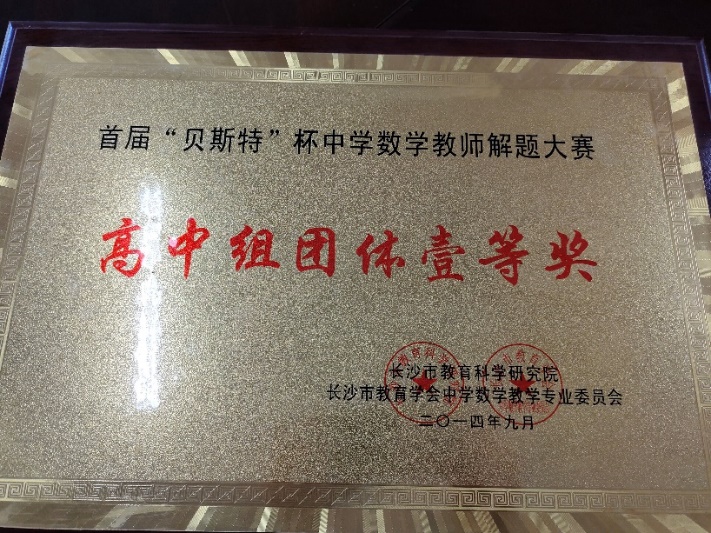 首届“贝斯特”杯中学数学教师解题大赛
高中组团体壹等奖
长沙市教育科学研究院
长沙市教育学会中学数学教学专业委员会
二〇一四年九月